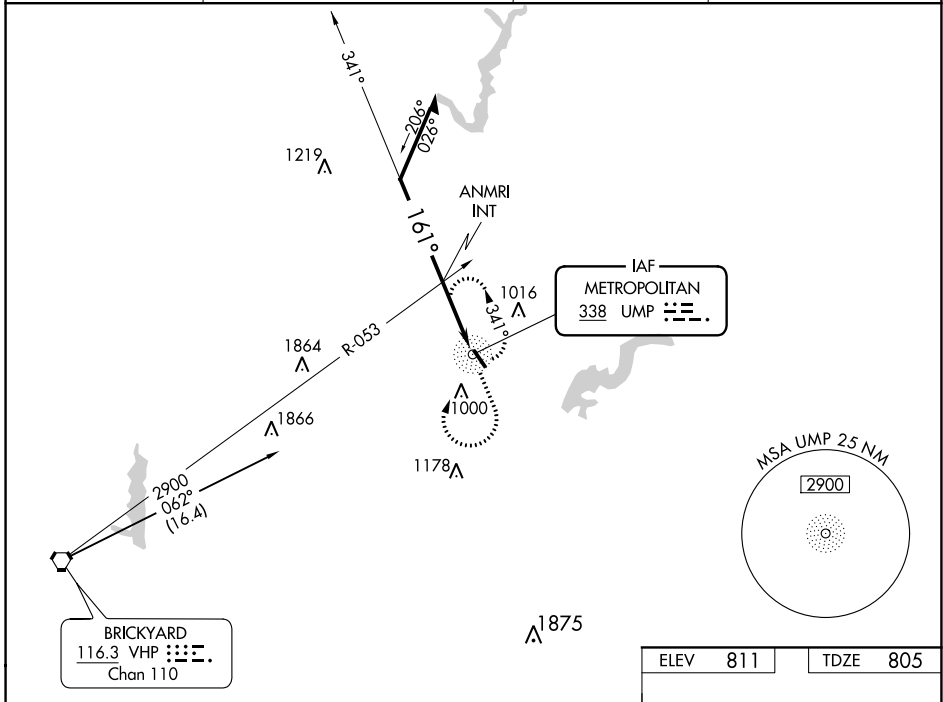 341°
206°
026°
1219
161°
ANMRI
INT
IAF
METROPOLITAN
338 UMP
1016
341°
R-053
1864
1000
1866
1178
2900
062°
(16.4)
MSA UMP 25 NM
2900
BRICKYARD
116.3 VHP
Chan 110
1875
ELEV 811
TDZE 805